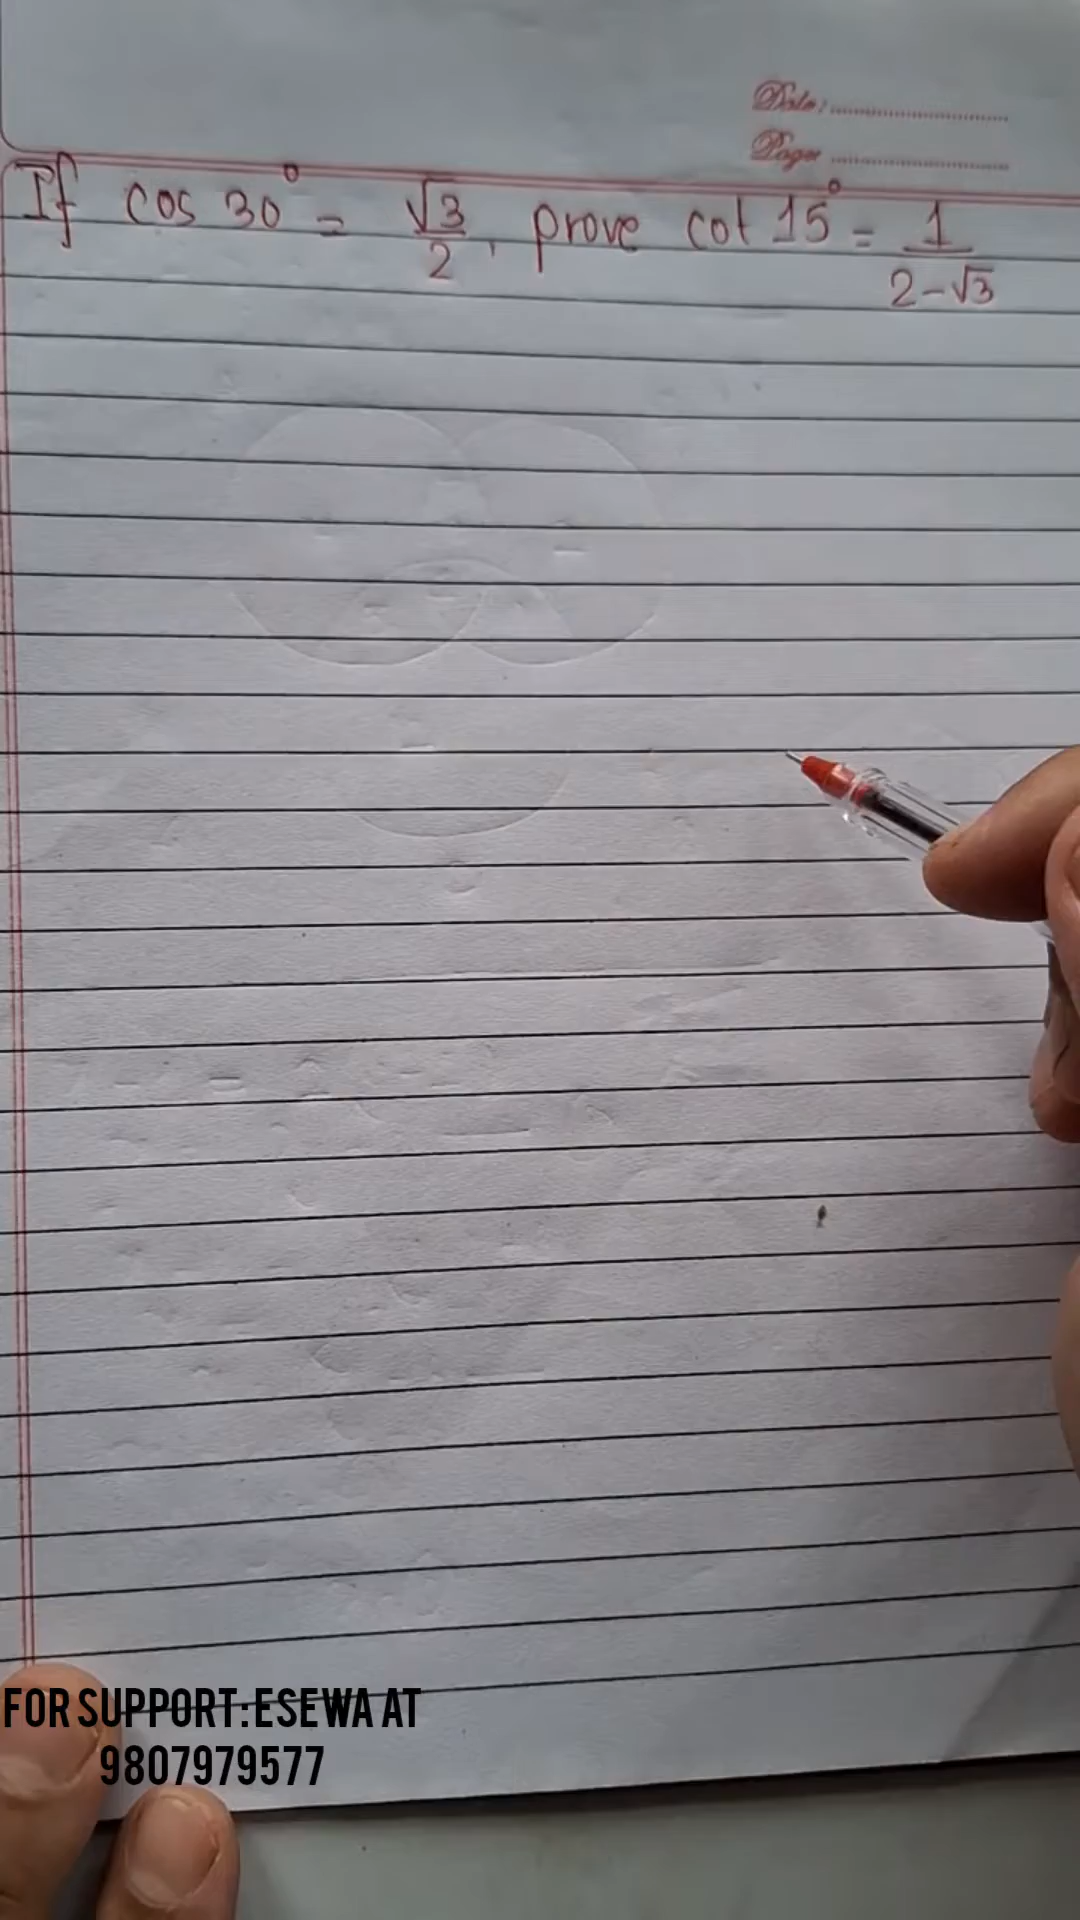 Date:
Page:
If cos 30° = √3/2, prove cot 15° = 1/(2-√3)
FOR SUPPORT: ESEWA AT
9807979577